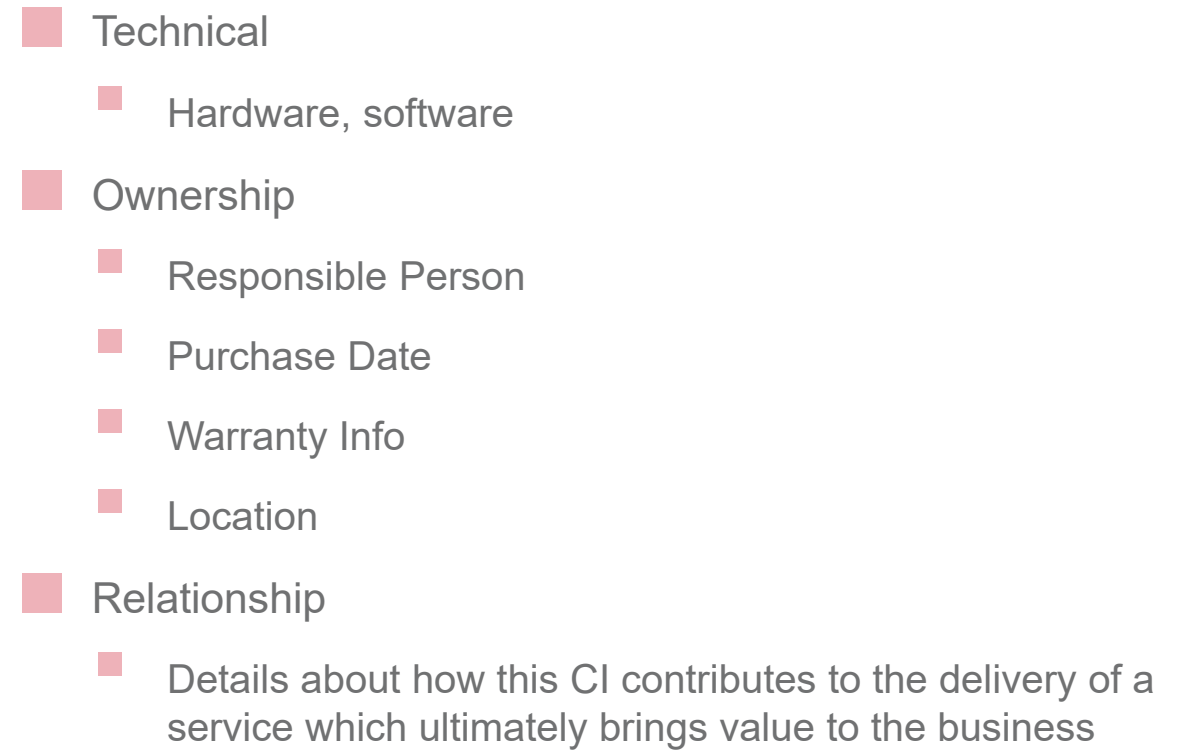 Technical
Hardware, software
Ownership
Responsible Person
Purchase Date
Warranty Info
Location
Relationship
Details about how this CI contributes to the delivery of a
service which ultimately brings value to the business